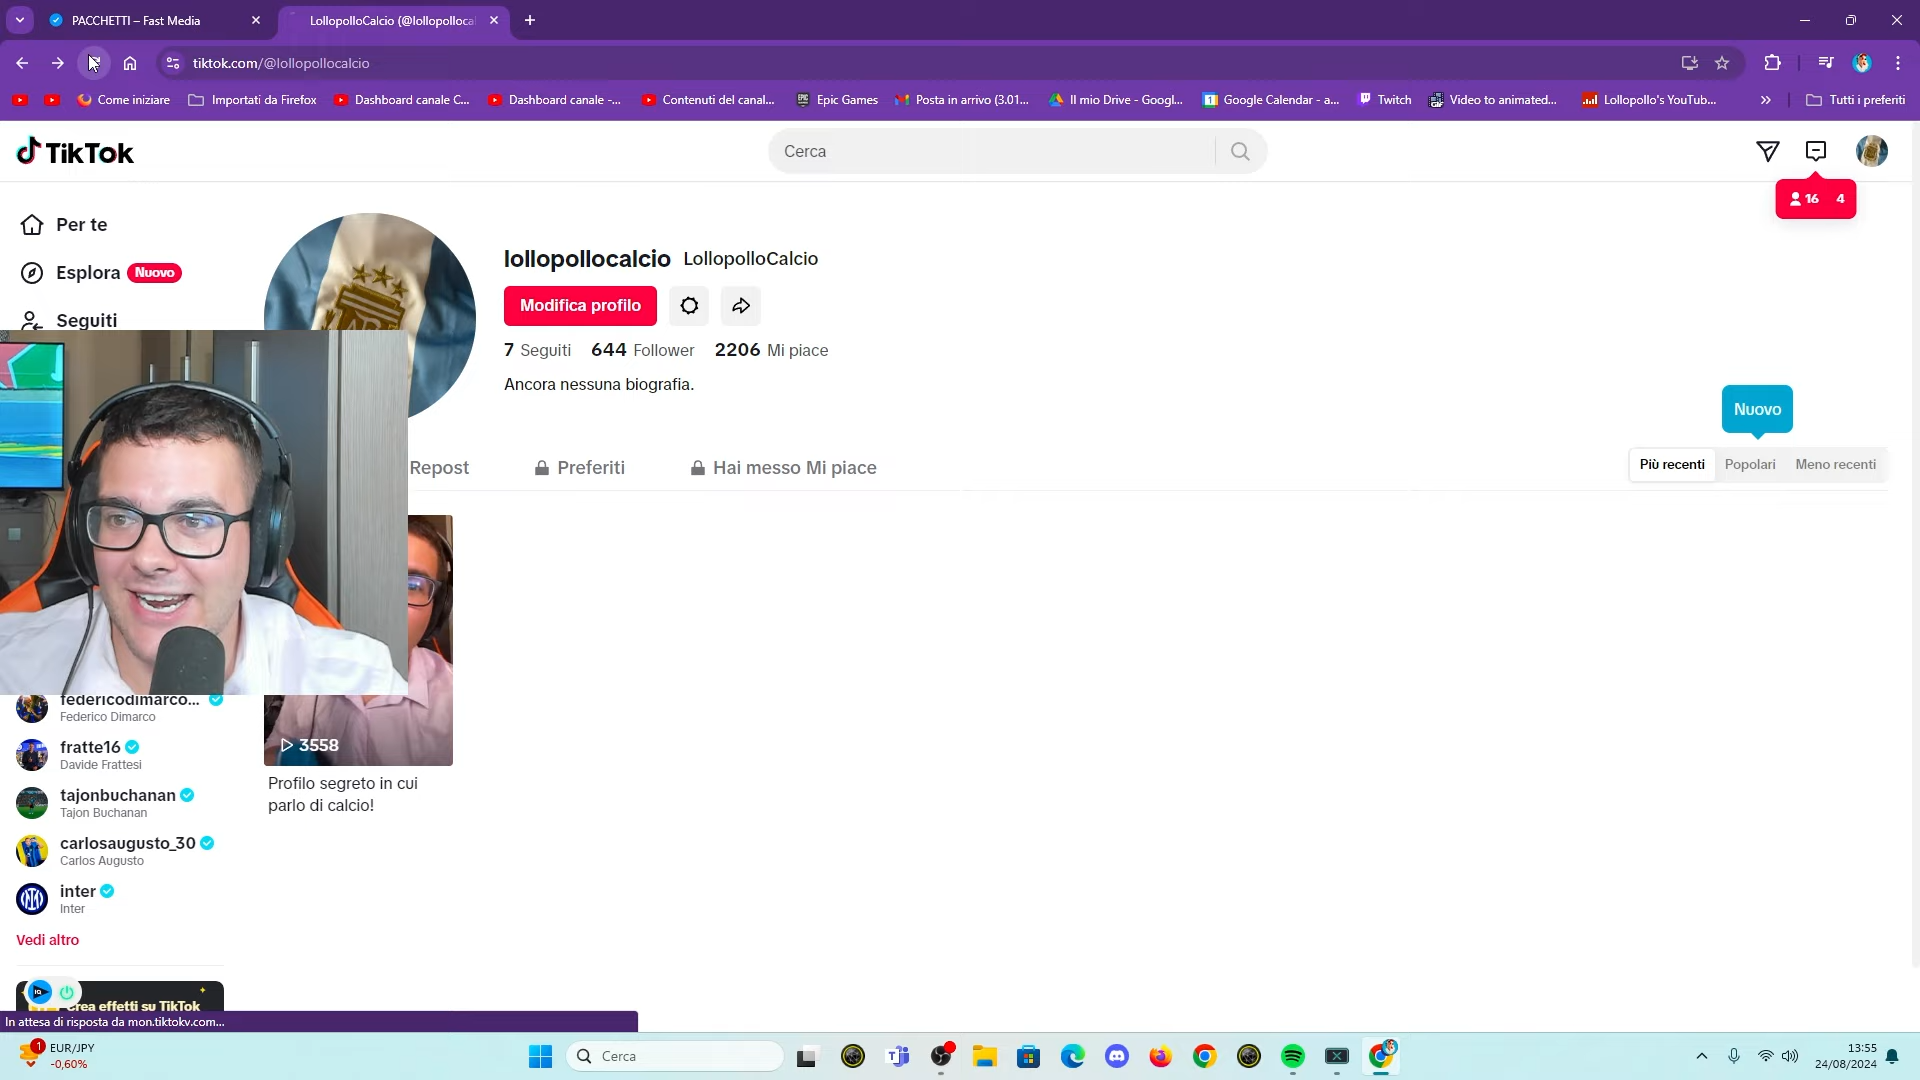 PACCHETTI – Fast Media
LollopolloCalcio (@lollopolloca
tiktok.com/@lollopollocalcio
Come iniziare
Importati da Firefox
Dashboard canale C...
Dashboard canale -...
Contenuti del canal...
Epic Games
Posta in arrivo (3.01...
Il mio Drive - Googl...
Google Calendar - a...
Twitch
Video to animated...
Lollopollo's YouTub...
Tutti i preferiti
TikTok
Cerca
16 4
Per te
Esplora Nuovo
Seguiti
lollopollocalcio LollopolloCalcio
Modifica profilo
7 Seguiti 644 Follower 2206 Mi piace
Ancora nessuna biografia.
Nuovo
Repost
Preferiti
Hai messo Mi piace
Più recenti
Popolari
Meno recenti
3558
Profilo segreto in cui
parlo di calcio!
federicodimarco...
Federico Dimarco
fratte16
Davide Frattesi
tajonbuchanan
Tajon Buchanan
carlosaugusto_30
Carlos Augusto
inter
Inter
Vedi altro
Crea effetti su TikTok
In attesa di risposta da mon.tiktokv.com...
1
EUR/JPY
-0,60%
Cerca
13:55
24/08/2024